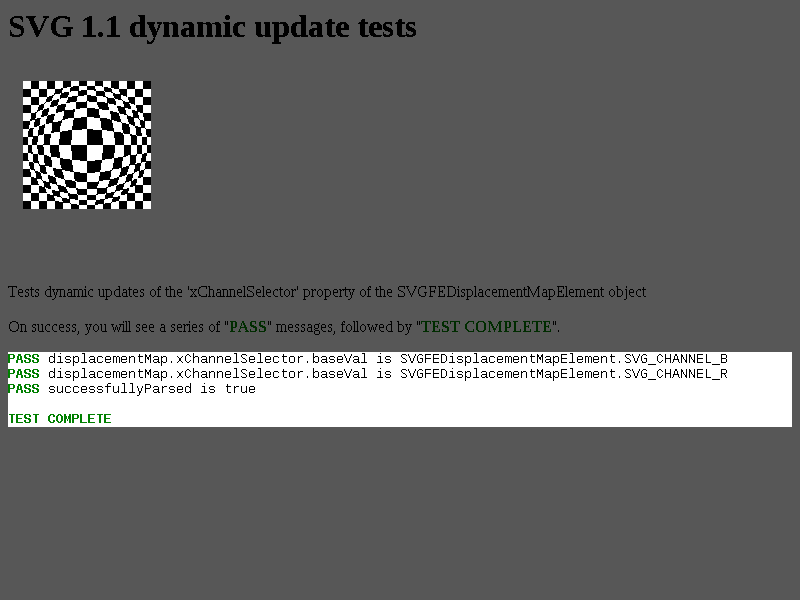 SVG 1.1 dynamic update tests
Tests dynamic updates of the 'xChannelSelector' property of the SVGFEDisplacementMapElement object
On success, you will see a series of "PASS" messages, followed by "TEST COMPLETE".
PASS displacementMap.xChannelSelector.baseVal is SVGFEDisplacementMapElement.SVG_CHANNEL_B
PASS displacementMap.xChannelSelector.baseVal is SVGFEDisplacementMapElement.SVG_CHANNEL_R
PASS successfullyParsed is true
TEST COMPLETE